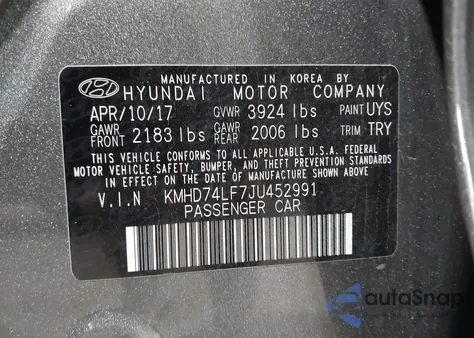 MANUFACTURED IN KOREA BY
HYUNDAI MOTOR COMPANY
APR/10/17 GVWR 3924 lbs PAINT UYS
GAWR FRONT 2183 lbs GAWR REAR 2006 lbs TRIM TRY
THIS VEHICLE CONFORMS TO ALL APPLICABLE U.S.A. FEDERAL
MOTOR VEHICLE SAFETY, BUMPER, AND THEFT PREVENTION STANDARDS
IN EFFECT ON THE DATE OF MANUFACTURE SHOWN ABOVE
V.I.N KMHD74LF7JU452991
PASSENGER CAR
autoSnap